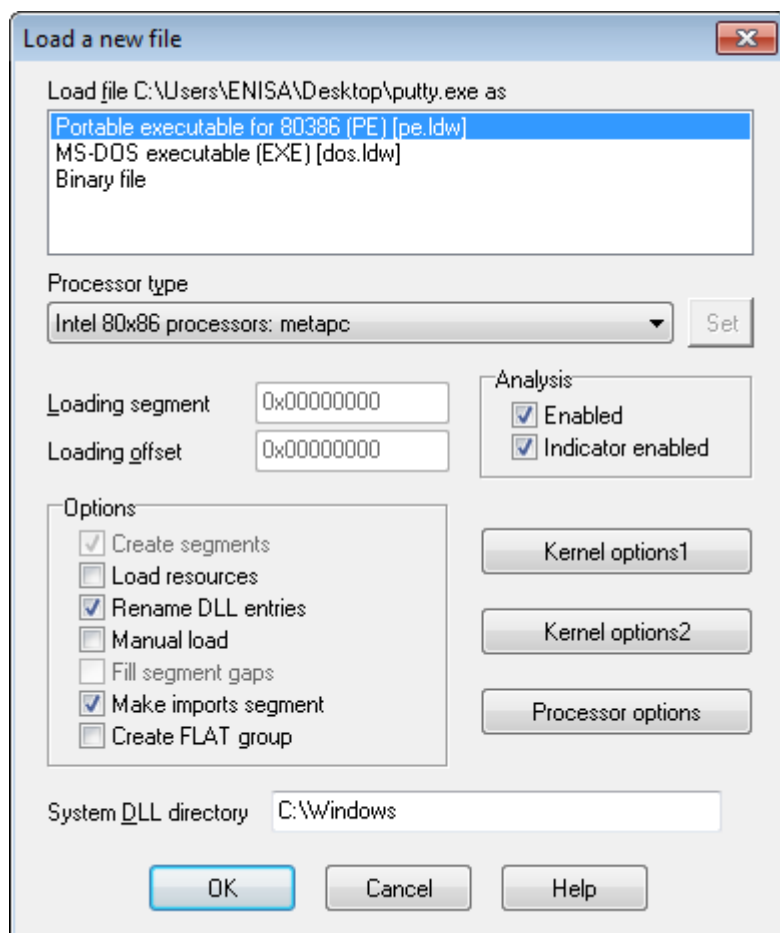 Load a new file
Load file C:\Users\ENISA\Desktop\putty.exe as
Portable executable for 80386 (PE) [pe.ldw]
MS-DOS executable (EXE) [dos.ldw]
Binary file
Processor type
Intel 80x86 processors: metapc
Set
Loading segment
0x00000000
Loading offset
0x00000000
Analysis
Enabled
Indicator enabled
Options
Create segments
Load resources
Rename DLL entries
Manual load
Fill segment gaps
Make imports segment
Create FLAT group
Kernel options1
Kernel options2
Processor options
System DLL directory
C:\Windows
OK
Cancel
Help